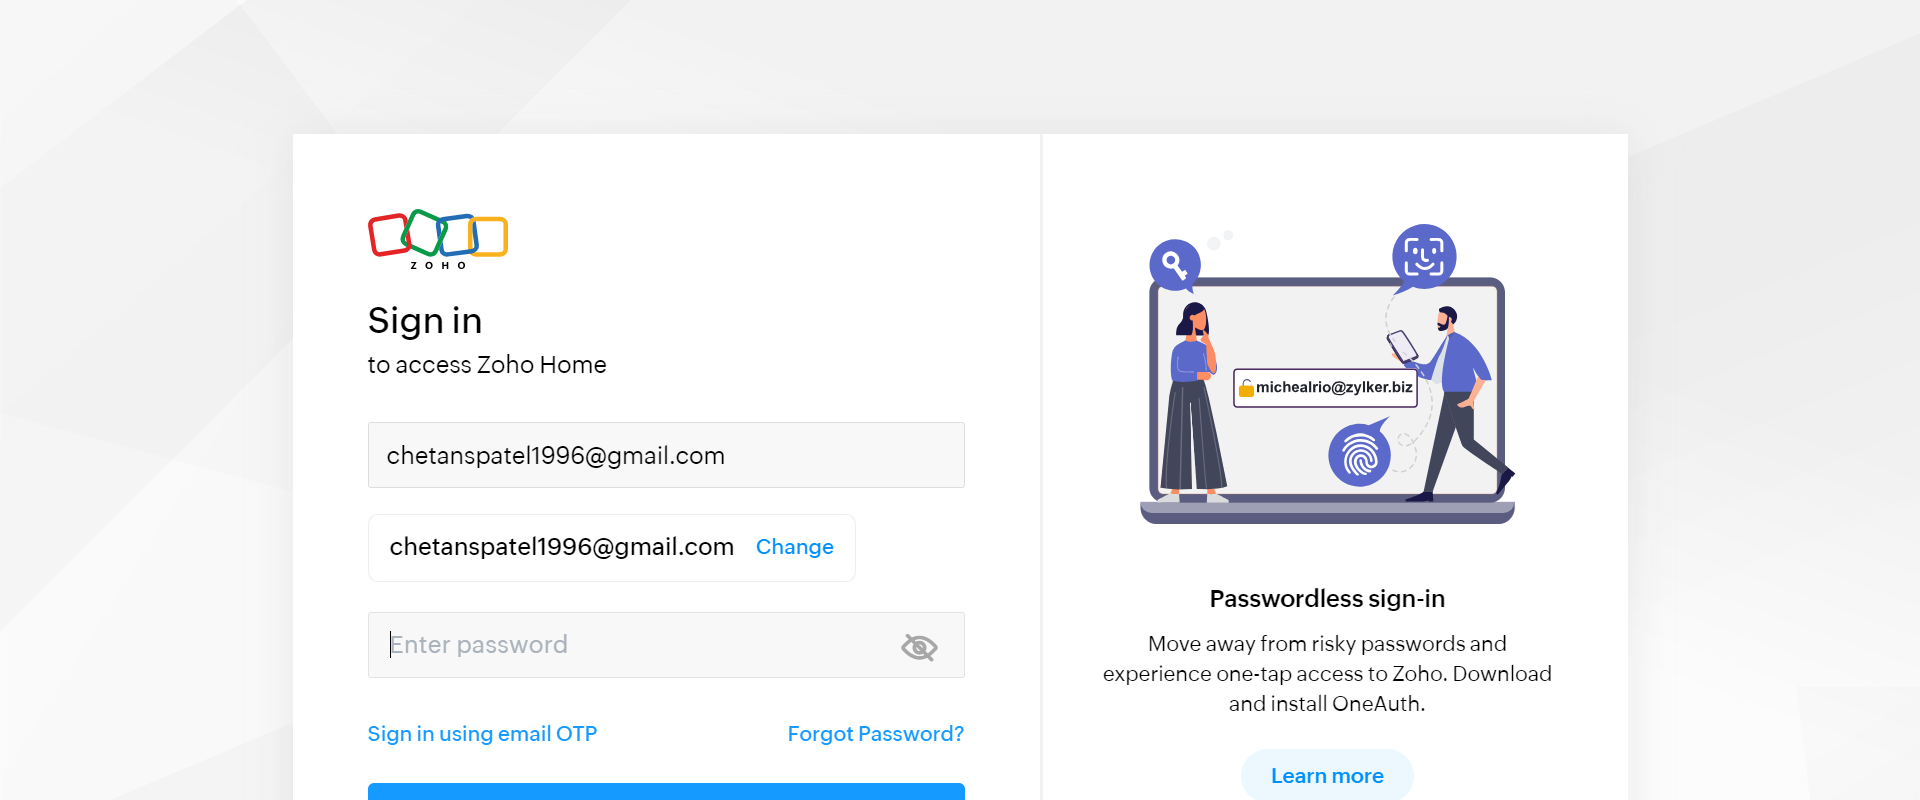 ZOHO
Sign in
to access Zoho Home
chetanspatel1996@gmail.com
chetanspatel1996@gmail.com Change
Enter password
Sign in using email OTP Forgot Password?
michealrio@zylker.biz
Passwordless sign-in
Move away from risky passwords and
experience one-tap access to Zoho. Download
and install OneAuth.
Learn more